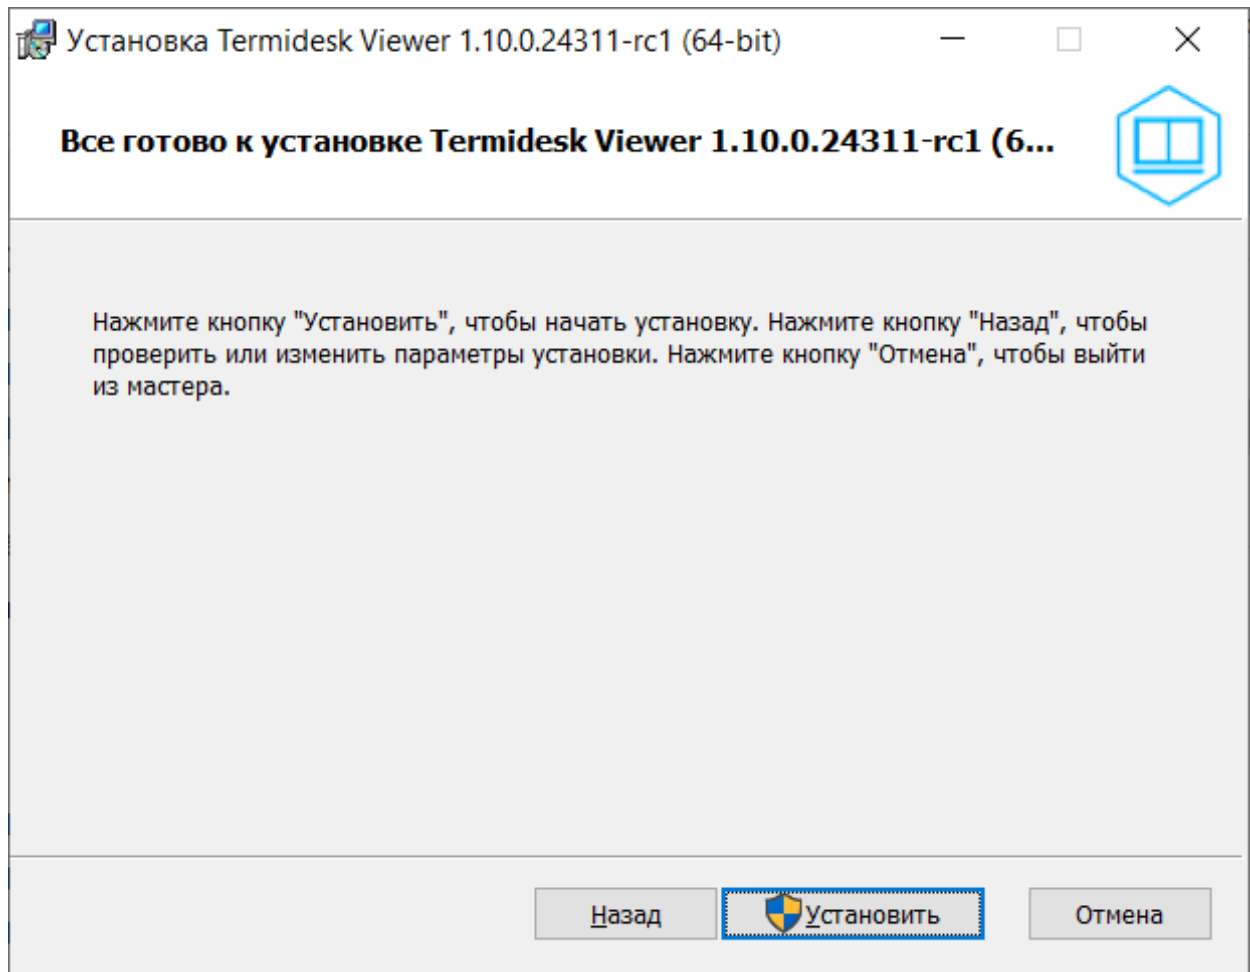 Установка Termidesk Viewer 1.10.0.24311-rc1 (64-bit)
Все готово к установке Termidesk Viewer 1.10.0.24311-rc1 (6...
Нажмите кнопку "Установить", чтобы начать установку. Нажмите кнопку "Назад", чтобы
проверить или изменить параметры установки. Нажмите кнопку "Отмена", чтобы выйти
из мастера.
Назад
Установить
Отмена